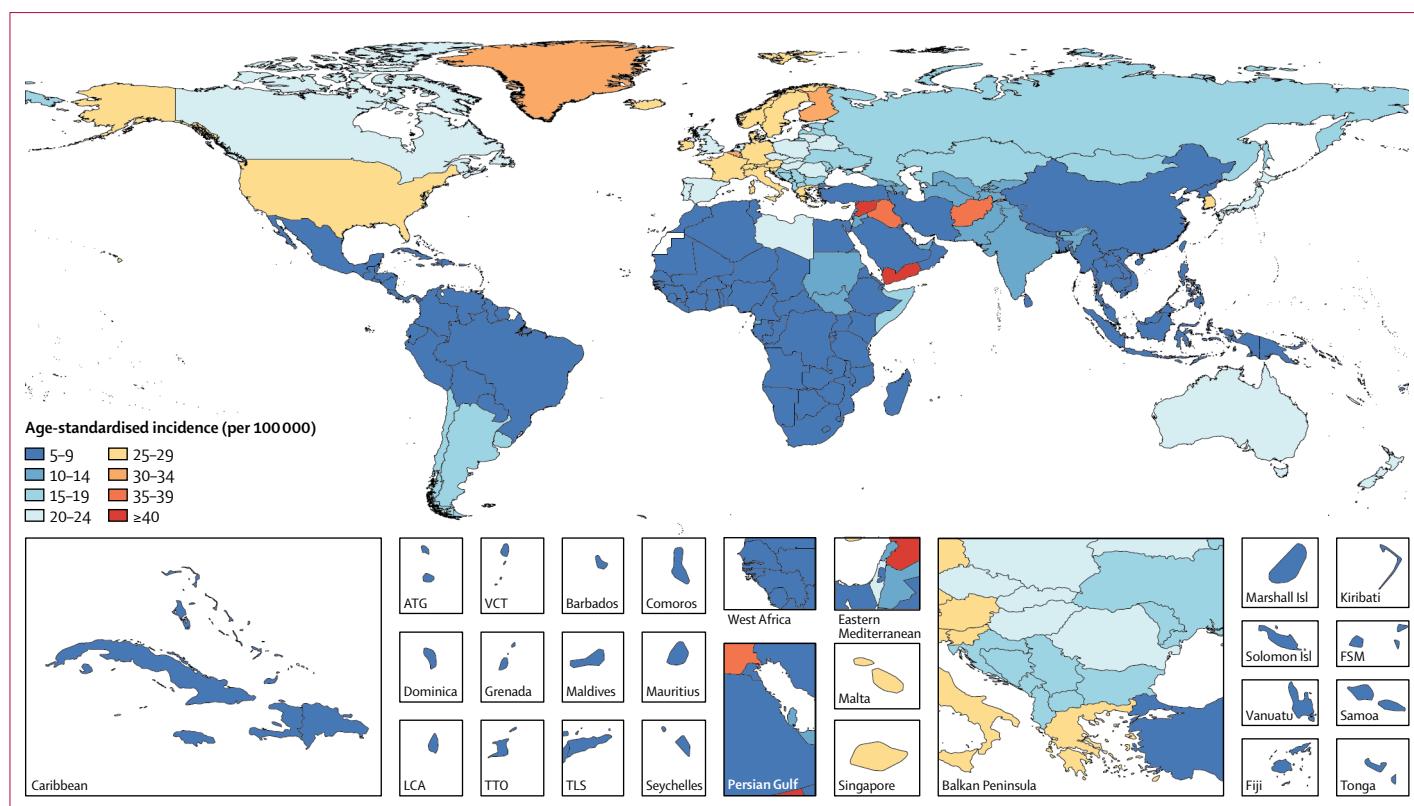 Age-standardised incidence (per 100 000)
5–9
10–14
15–19
20–24
25–29
30–34
35–39
≥40
Caribbean
ATG
VCT
Barbados
Comoros
Dominica
Grenada
Maldives
Mauritius
LCA
TTO
TLS
Seychelles
West Africa
Eastern
Mediterranean
Persian Gulf
Malta
Singapore
Balkan Peninsula
Marshall Isl
Kiribati
Solomon Isl
FSM
Vanuatu
Samoa
Fiji
Tonga